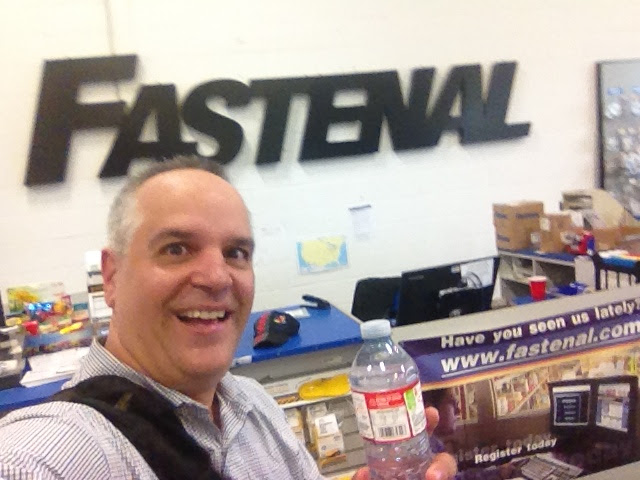 FASTENAL
Have you seen us lately?
www.fastenal.com
Register today